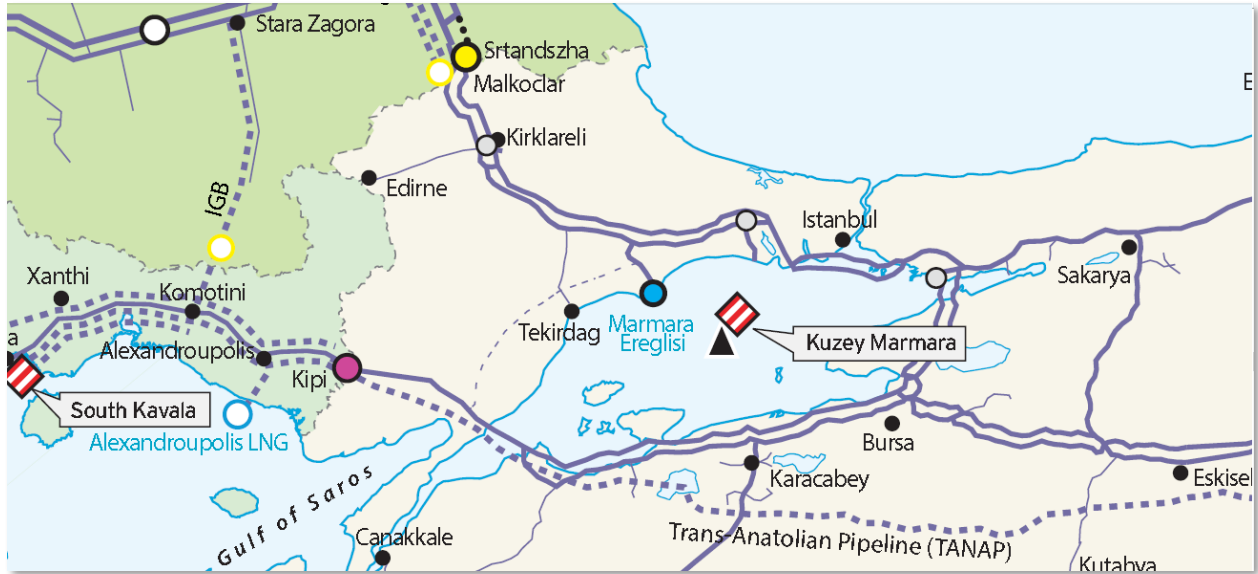 Stara Zagora
Srtandszha
Malkoclar
Kirklareli
Edirne
IGB
Istanbul
Xanthi
Komotini
Sakarya
Tekirdag
Marmara
Ereglisi
Kuzey Marmara
Alexandroupolis
Kipi
South Kavala
Alexandroupolis LNG
Bursa
Karacabey
Eskisel
Gulf of Saros
Canakkale
Trans-Anatolian Pipeline (TANAP)
Kutahya